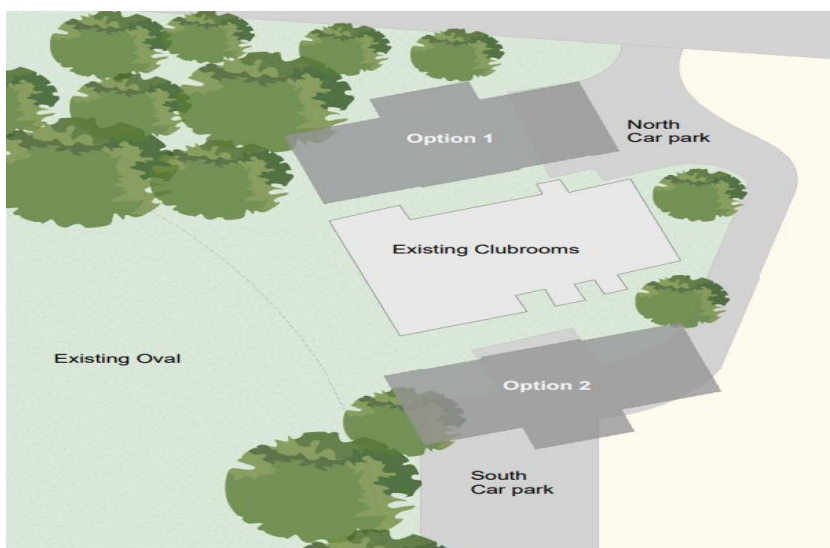 Option 1
North
Car park
Existing Clubrooms
Existing Oval
Option 2
South
Car park